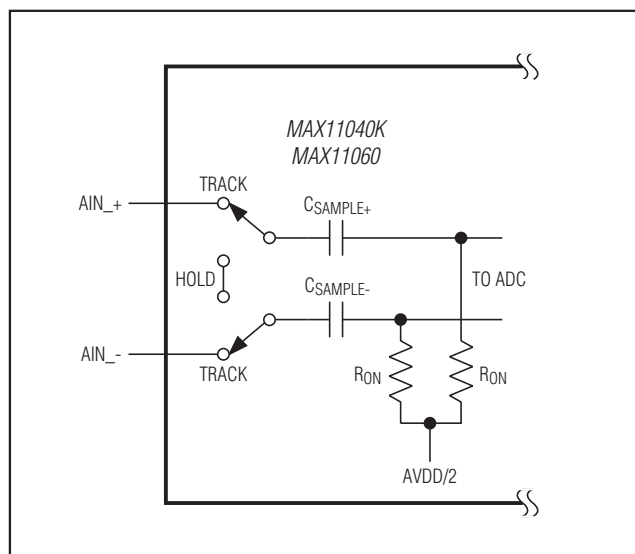 MAX11040K
MAX11060
TRACK
AIN_+
CSAMPLE+
HOLD
TO ADC
CSAMPLE-
AIN_-
TRACK
RON
RON
AVDD/2